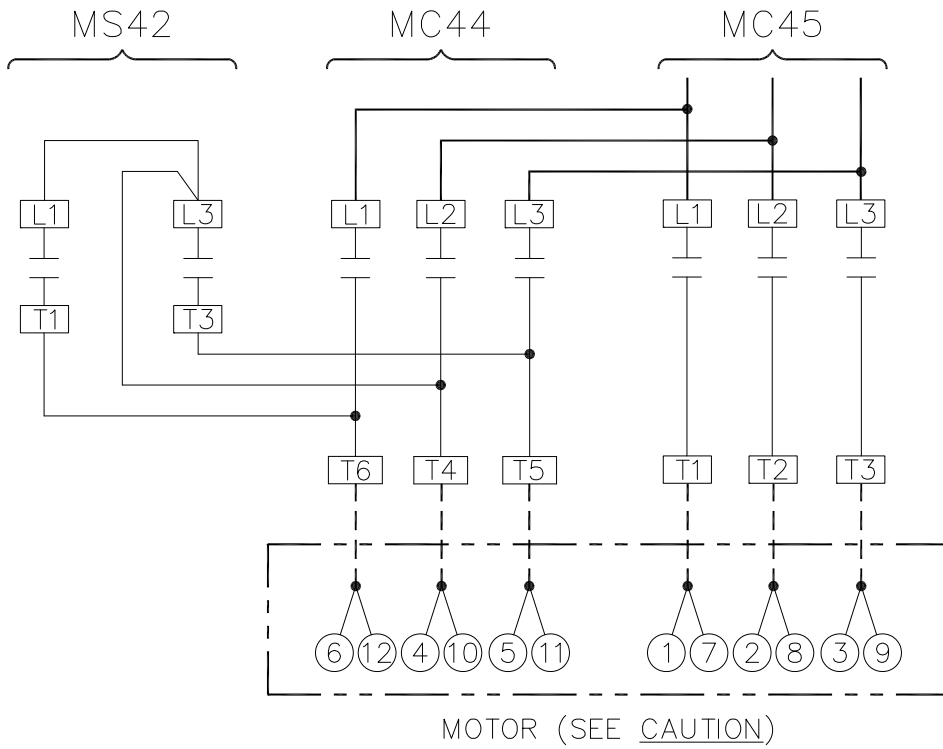 MS42 MC44 MC45
L1 L3 L1 L2 L3 L1 L2 L3
T1 T3
T6 T4 T5 T1 T2 T3
6 12 4 10 5 11 1 7 2 8 3 9
MOTOR (SEE CAUTION)